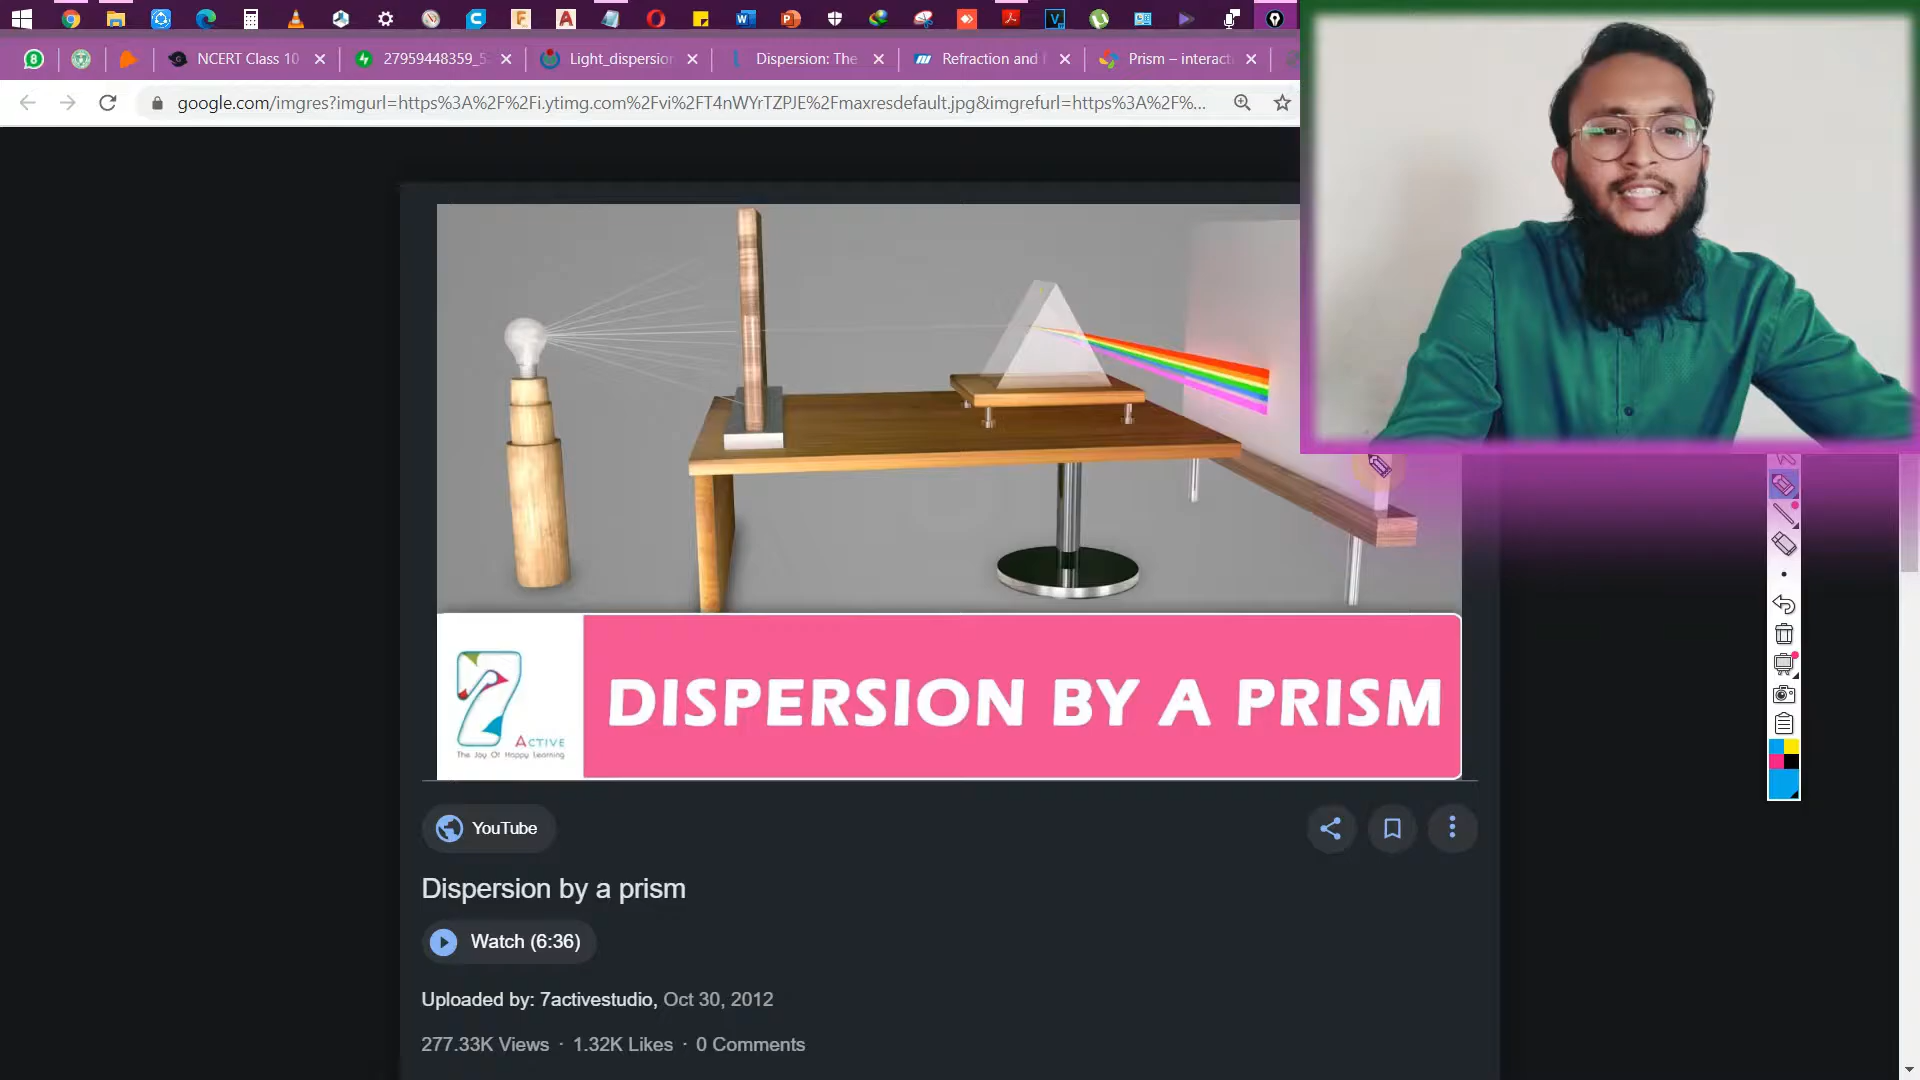 8
NCERT Class 10
27959448359_5
Light_dispersion
Dispersion: The
Refraction and
Prism – interact
google.com/imgres?imgurl=https%3A%2F%2Fi.ytimg.com%2Fvi%2FT4nWYrTZPJE%2Fmaxresdefault.jpg&imgrefurl=https%3A%2F%...
7 ACTIVE
The Joy Of Happy Learning
DISPERSION BY A PRISM
YouTube
Dispersion by a prism
Watch (6:36)
Uploaded by: 7activestudio, Oct 30, 2012
277.33K Views · 1.32K Likes · 0 Comments